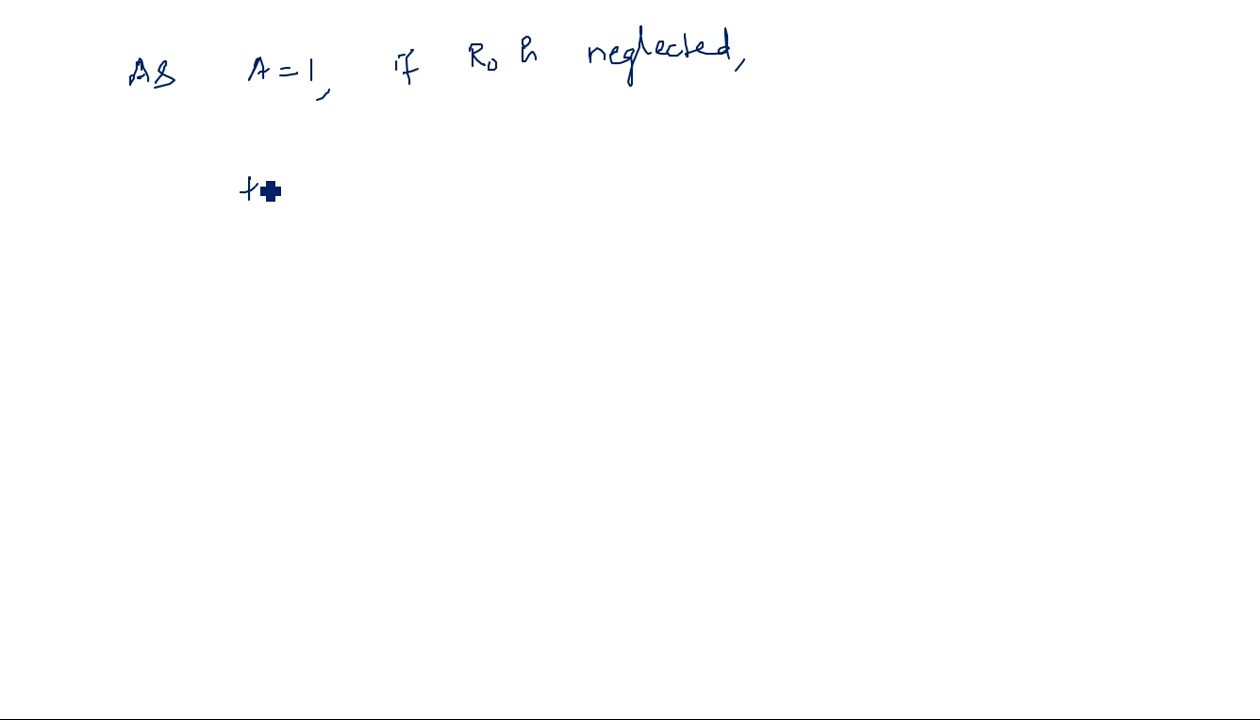 As A = 1, if R₀ is neglected,
t